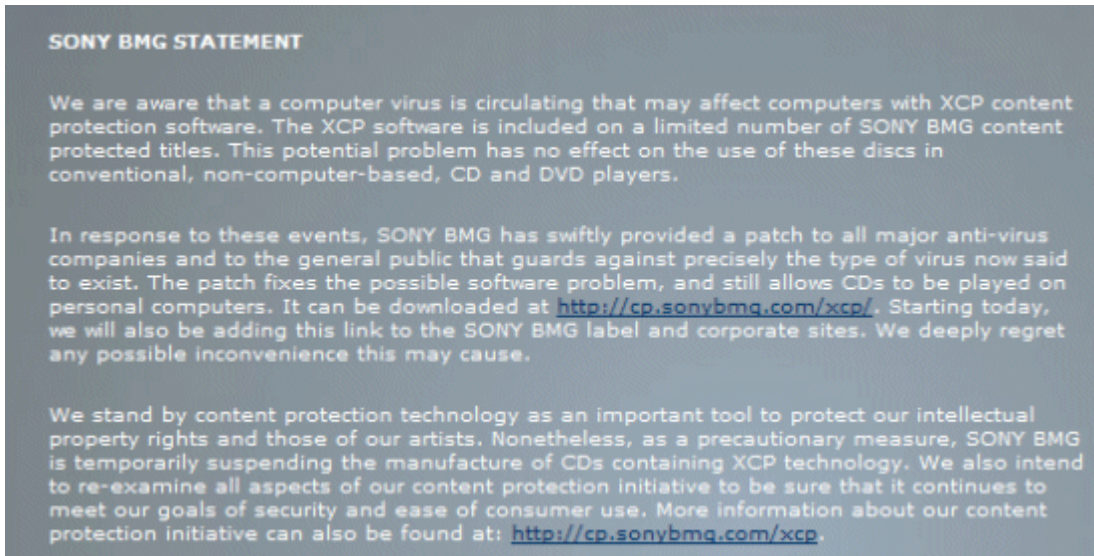 SONY BMG STATEMENT
We are aware that a computer virus is circulating that may affect computers with XCP content
protection software. The XCP software is included on a limited number of SONY BMG content
protected titles. This potential problem has no effect on the use of these discs in
conventional, non-computer-based, CD and DVD players.
In response to these events, SONY BMG has swiftly provided a patch to all major anti-virus
companies and to the general public that guards against precisely the type of virus now said
to exist. The patch fixes the possible software problem, and still allows CDs to be played on
personal computers. It can be downloaded at http://cp.sonybmg.com/xcp/. Starting today,
we will also be adding this link to the SONY BMG label and corporate sites. We deeply regret
any possible inconvenience this may cause.
We stand by content protection technology as an important tool to protect our intellectual
property rights and those of our artists. Nonetheless, as a precautionary measure, SONY BMG
is temporarily suspending the manufacture of CDs containing XCP technology. We also intend
to re-examine all aspects of our content protection initiative to be sure that it continues to
meet our goals of security and ease of consumer use. More information about our content
protection initiative can also be found at: http://cp.sonybmg.com/xcp.